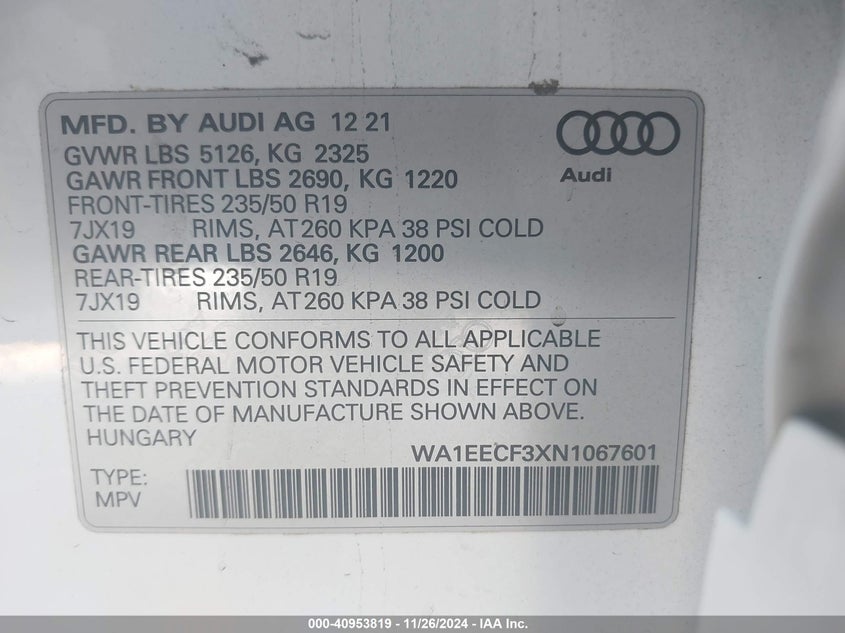 MFD. BY AUDI AG 12 21
Audi
GVWR LBS 5126, KG 2325
GAWR FRONT LBS 2690, KG 1220
FRONT-TIRES 235/50 R19
7JX19 RIMS, AT 260 KPA 38 PSI COLD
GAWR REAR LBS 2646, KG 1200
REAR-TIRES 235/50 R19
7JX19 RIMS, AT 260 KPA 38 PSI COLD
THIS VEHICLE CONFORMS TO ALL APPLICABLE
U.S. FEDERAL MOTOR VEHICLE SAFETY AND
THEFT PREVENTION STANDARDS IN EFFECT ON
THE DATE OF MANUFACTURE SHOWN ABOVE.
HUNGARY
WA1EECF3XN1067601
TYPE:
MPV
000-40953819 - 11/26/2024 - IAA Inc.